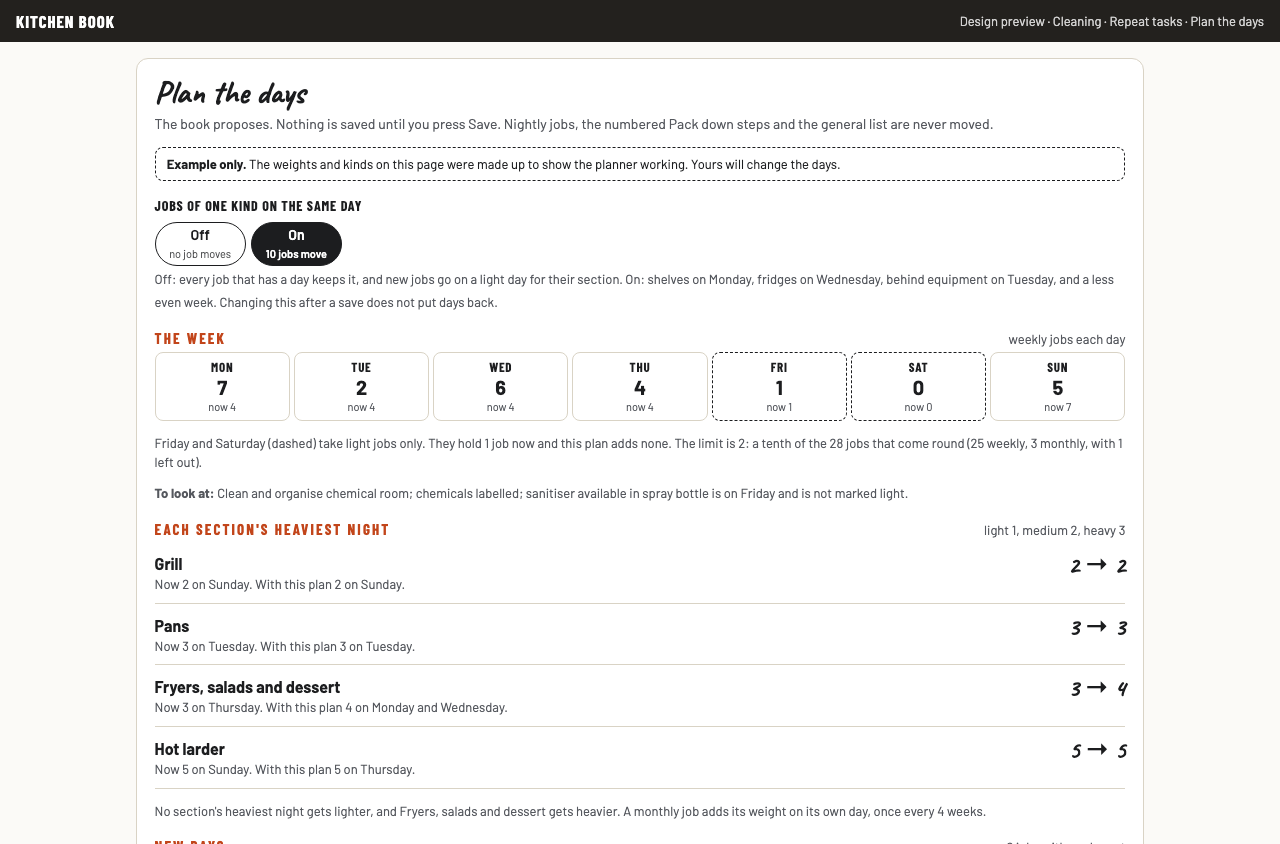 KITCHEN BOOK
Design preview · Cleaning · Repeat tasks · Plan the days
Plan the days
The book proposes. Nothing is saved until you press Save. Nightly jobs, the numbered Pack down steps and the general list are never moved.
Example only. The weights and kinds on this page were made up to show the planner working. Yours will change the days.
JOBS OF ONE KIND ON THE SAME DAY
Off
no job moves
On
10 jobs move
Off: every job that has a day keeps it, and new jobs go on a light day for their section. On: shelves on Monday, fridges on Wednesday, behind equipment on Tuesday, and a less
even week. Changing this after a save does not put days back.
THE WEEK
weekly jobs each day
MON
7
now 4
TUE
2
now 4
WED
6
now 4
THU
4
now 4
FRI
1
now 1
SAT
0
now 0
SUN
5
now 7
Friday and Saturday (dashed) take light jobs only. They hold 1 job now and this plan adds none. The limit is 2: a tenth of the 28 jobs that come round (25 weekly, 3 monthly, with 1
left out).
To look at: Clean and organise chemical room; chemicals labelled; sanitiser available in spray bottle is on Friday and is not marked light.
EACH SECTION'S HEAVIEST NIGHT
light 1, medium 2, heavy 3
Grill
2 → 2
Now 2 on Sunday. With this plan 2 on Sunday.
Pans
3 → 3
Now 3 on Tuesday. With this plan 3 on Tuesday.
Fryers, salads and dessert
3 → 4
Now 3 on Thursday. With this plan 4 on Monday and Wednesday.
Hot larder
5 → 5
Now 5 on Sunday. With this plan 5 on Thursday.
No section's heaviest night gets lighter, and Fryers, salads and dessert gets heavier. A monthly job adds its weight on its own day, once every 4 weeks.
NEW DAYS